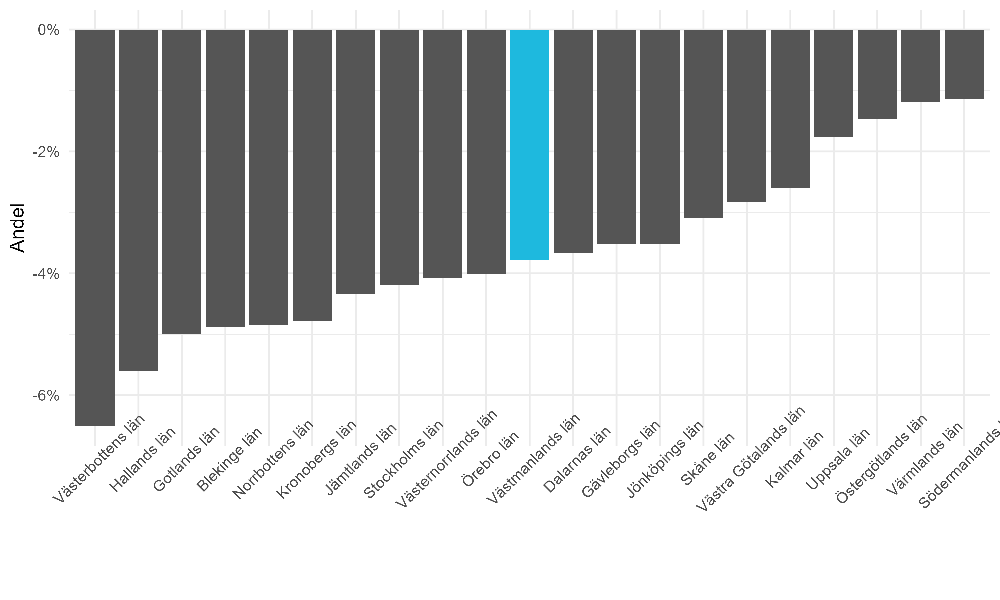 0%
-2%
-4%
-6%
Andel
Västerbottens län
Hallands län
Gotlands län
Blekinge län
Norrbottens län
Kronobergs län
Jämtlands län
Stockholms län
Västernorrlands län
Örebro län
Västmanlands län
Dalarnas län
Gävleborgs län
Jönköpings län
Skåne län
Västra Götalands län
Kalmar län
Uppsala län
Östergötlands län
Värmlands län
Södermanlands